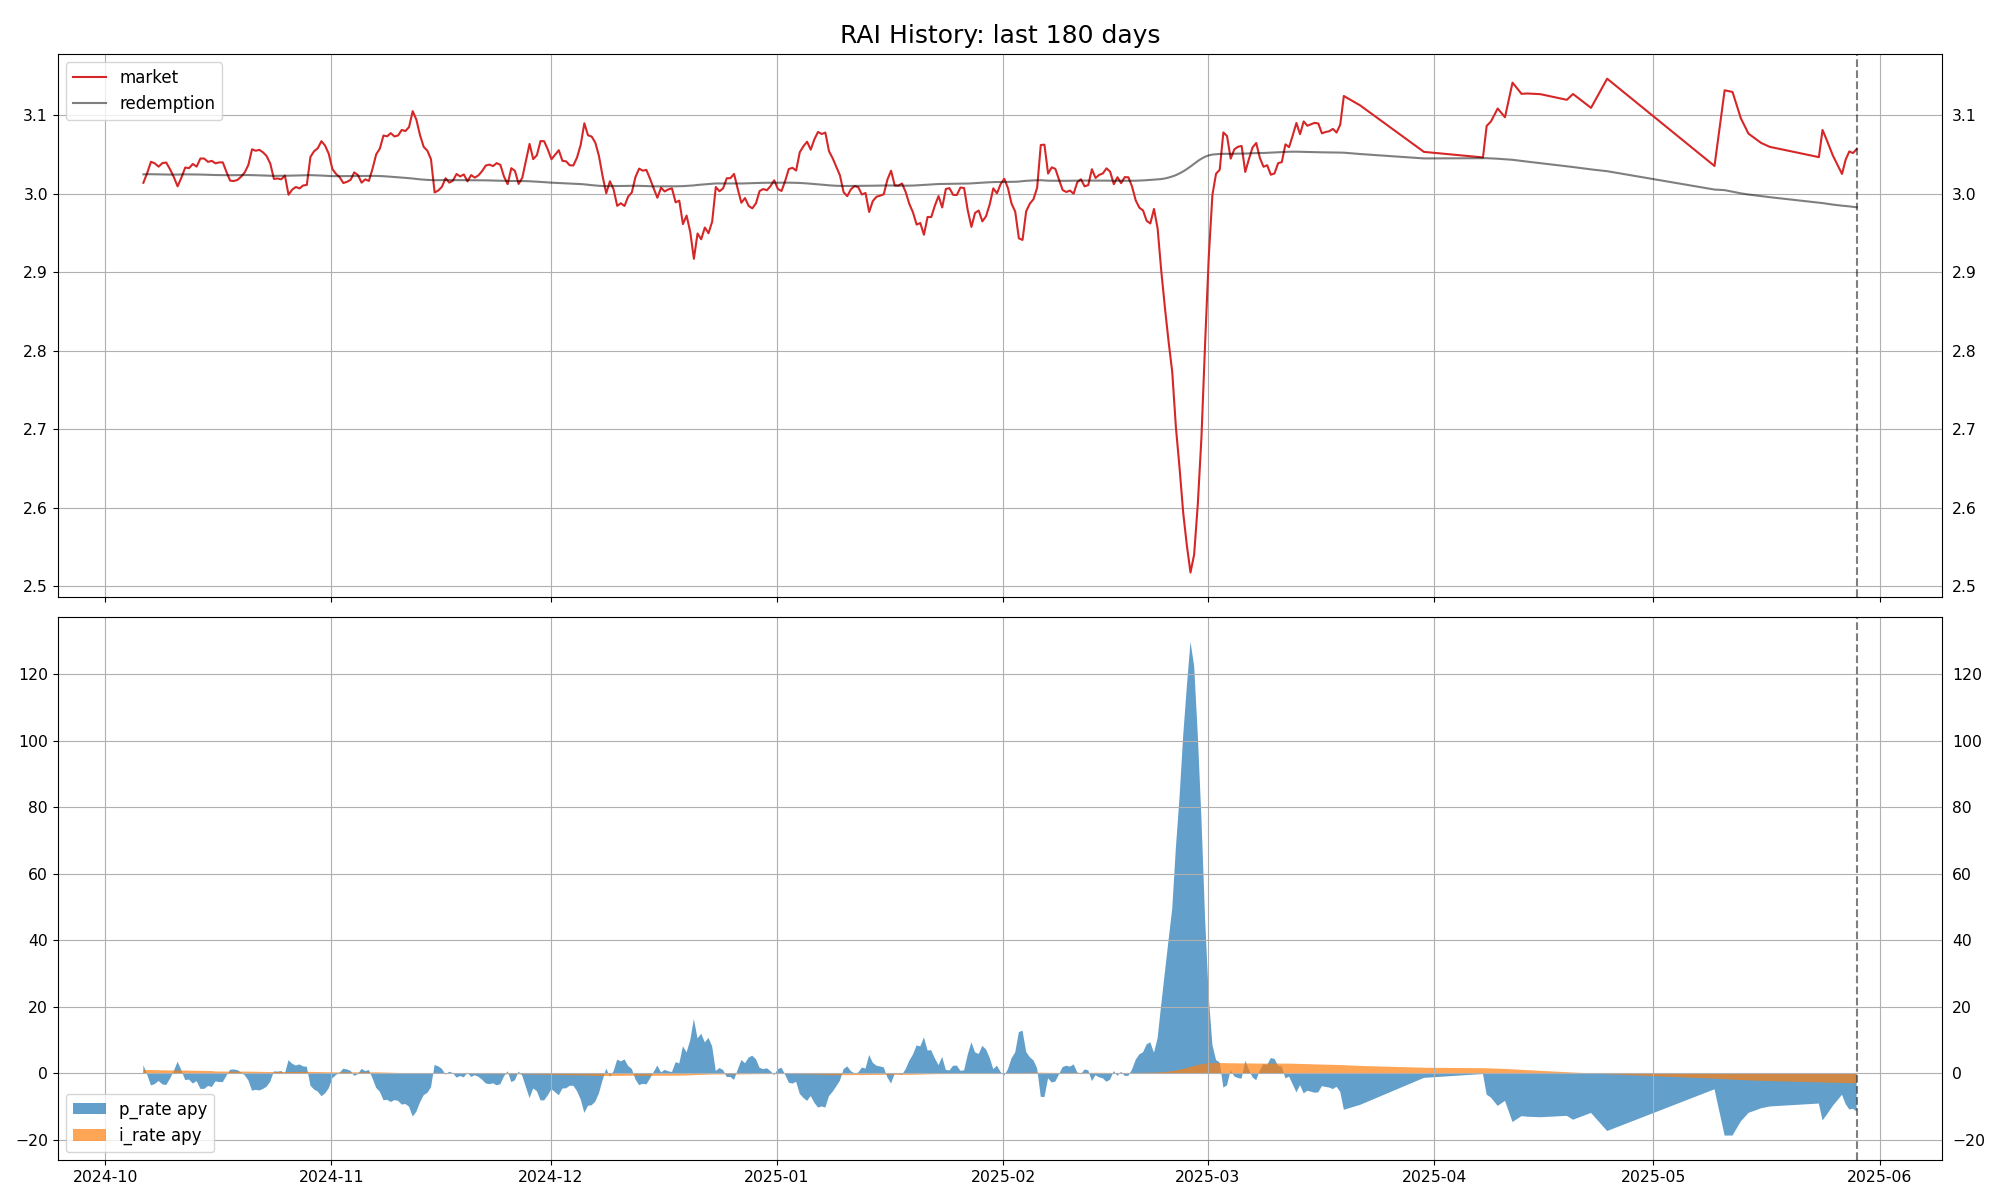 RAI History: last 180 days
market
redemption
3.1 3.1
3.0 3.0
2.9 2.9
2.8 2.8
2.7 2.7
2.6 2.6
2.5 2.5
120 120
100 100
80 80
60 60
40 40
20 20
0 0
−20 −20
p_rate apy
i_rate apy
2024-10 2024-11 2024-12 2025-01 2025-02 2025-03 2025-04 2025-05 2025-06